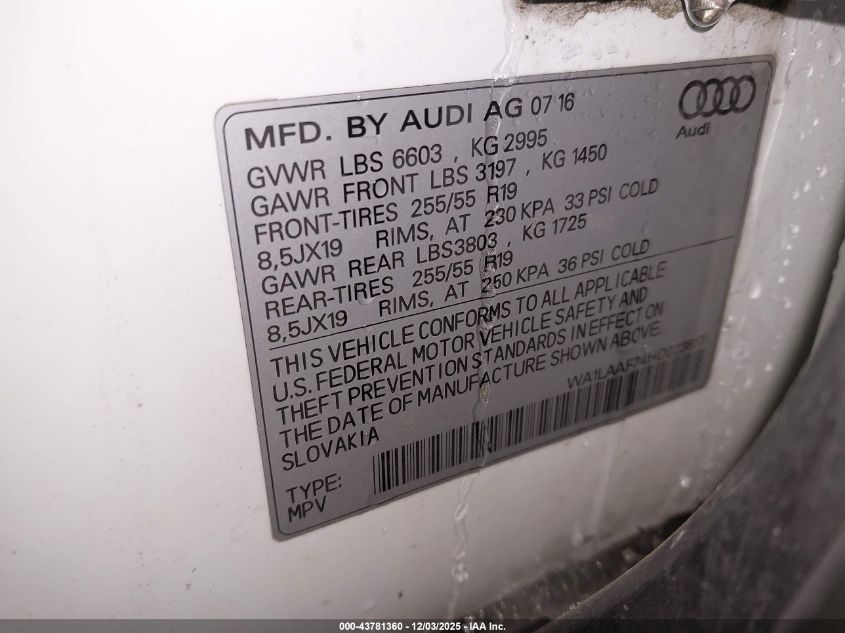 MFD. BY AUDI AG 07 16
Audi
GVWR LBS 6603 , KG 2995
GAWR FRONT LBS 3197 , KG 1450
FRONT-TIRES 255/55 R19
8,5JX19 RIMS, AT 230 KPA 33 PSI COLD
GAWR REAR LBS3803 , KG 1725
REAR-TIRES 255/55 R19
8,5JX19 RIMS, AT 250 KPA 36 PSI COLD
THIS VEHICLE CONFORMS TO ALL APPLICABLE
U.S. FEDERAL MOTOR VEHICLE SAFETY AND
THEFT PREVENTION STANDARDS IN EFFECT ON
THE DATE OF MANUFACTURE SHOWN ABOVE.
SLOVAKIA
TYPE:
MPV
000-43781360 - 12/03/2025 - IAA Inc.